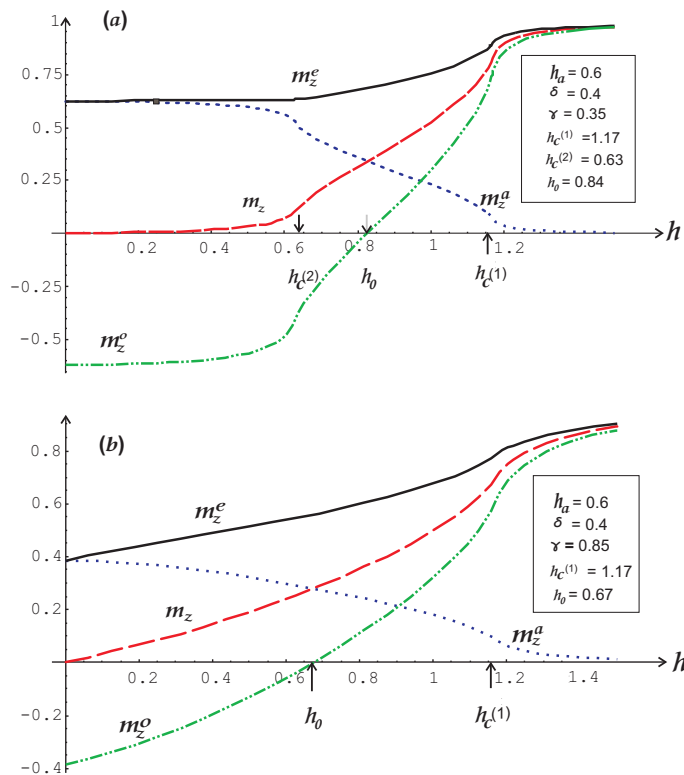 (a)
1
0.75
0.5
0.25
-0.25
-0.5
m_z^e
m_z
m_z^a
m_z^o
0.2 0.4 0.6 0.8 1 1.2
h
h_c^(2) h_0 h_c^(1)
h_a = 0.6
δ = 0.4
γ = 0.35
h_c^(1) =1.17
h_c^(2) = 0.63
h_0 = 0.84
(b)
0.8
0.6
0.4
0.2
-0.2
-0.4
m_z^e
m_z
m_z^a
m_z^o
0.2 0.4 0.6 0.8 1 1.2 1.4
h
h_0 h_c^(1)
h_a = 0.6
δ = 0.4
γ = 0.85
h_c^(1) = 1.17
h_0 = 0.67